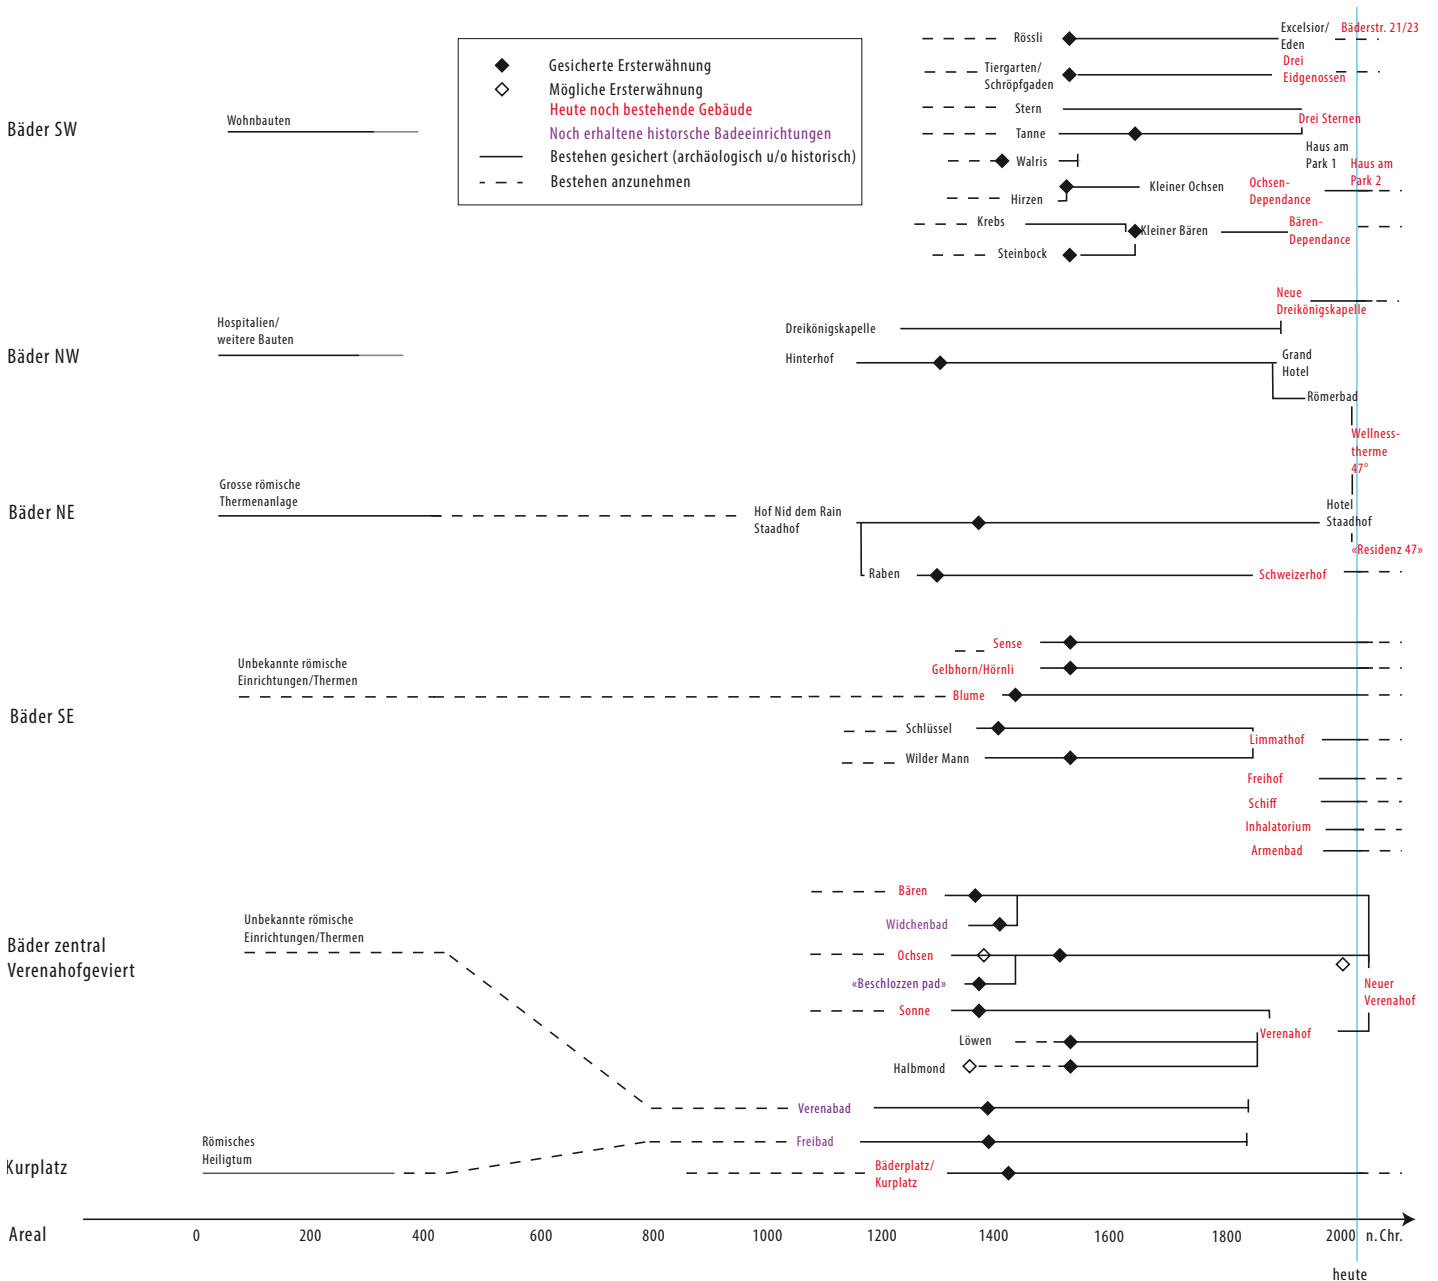 Gesicherte Ersterwähnung
Mögliche Ersterwähnung
Heute noch bestehende Gebäude
Noch erhaltene historsche Badeeinrichtungen
Bestehen gesichert (archäologisch u/o historisch)
Bestehen anzunehmen
Bäder SW
Wohnbauten
Rössli
Excelsior/
Eden
Bäderstr. 21/23
Tiergarten/
Schröpfgaden
Drei
Eidgenossen
Stern
Drei Sternen
Tanne
Walris
Haus am
Park 1
Haus am
Park 2
Hirzen
Kleiner Ochsen
Ochsen-
Dependance
Krebs
Kleiner Bären
Bären-
Dependance
Steinbock
Bäder NW
Hospitalien/
weitere Bauten
Neue
Dreikönigskapelle
Dreikönigskapelle
Hinterhof
Grand
Hotel
Römerbad
Wellness-
therme
47°
Bäder NE
Grosse römische
Thermenanlage
Hof Nid dem Rain
Staadhof
Hotel
Staadhof
«Residenz 47»
Raben
Schweizerhof
Bäder SE
Unbekannte römische
Einrichtungen/Thermen
Sense
Gelbhorn/Hörnli
Blume
Schlüssel
Limmathof
Wilder Mann
Freihof
Schiff
Inhalatorium
Armenbad
Bäder zentral
Verenahofgeviert
Unbekannte römische
Einrichtungen/Thermen
Bären
Widchenbad
Ochsen
«Beschlozzen pad»
Neuer
Verenahof
Sonne
Verenahof
Löwen
Halbmond
Verenabad
Kurplatz
Römisches
Heiligtum
Freibad
Bäderplatz/
Kurplatz
Areal
0 200 400 600 800 1000 1200 1400 1600 1800 2000 n. Chr.
heute